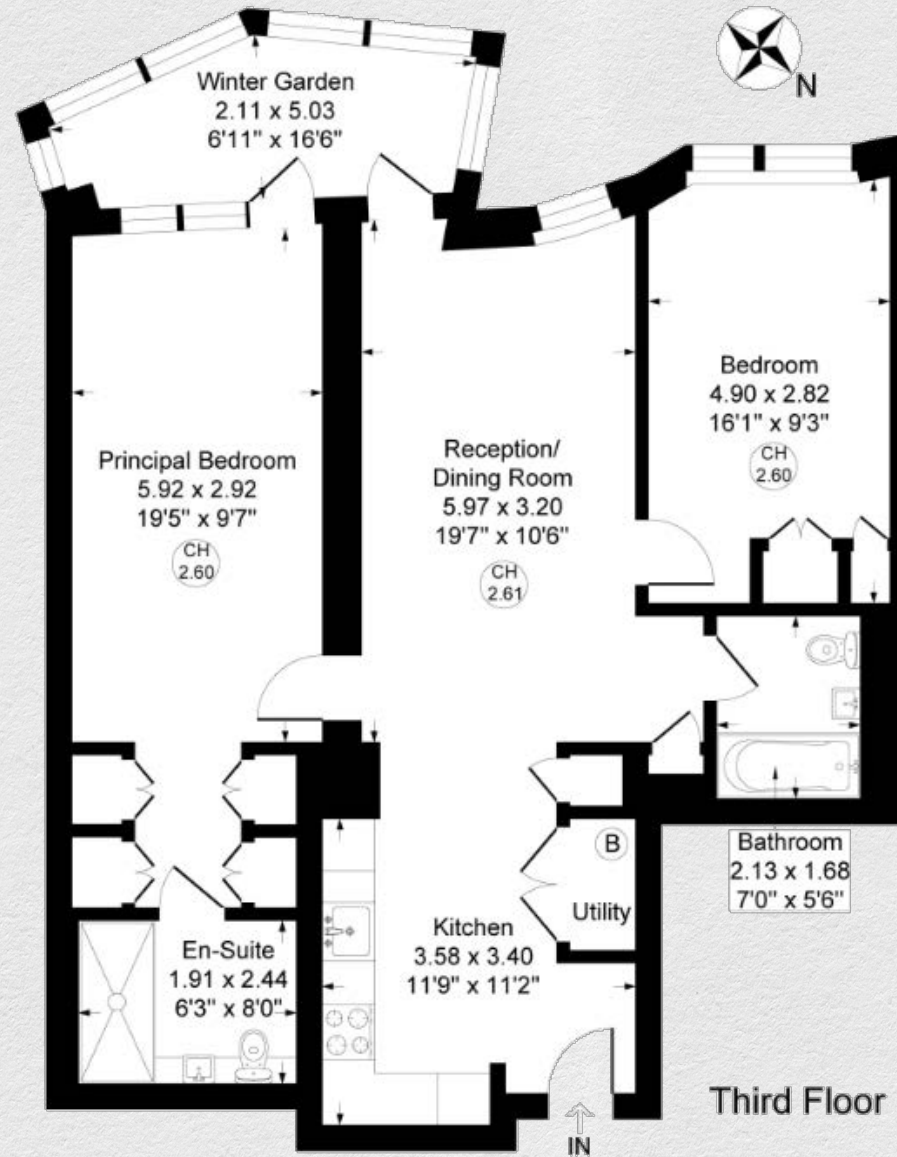 Winter Garden
2.11 x 5.03
6'11" x 16'6"
N
Bedroom
4.90 x 2.82
16'1" x 9'3"
CH
2.60
Principal Bedroom
5.92 x 2.92
19'5" x 9'7"
CH
2.60
Reception/
Dining Room
5.97 x 3.20
19'7" x 10'6"
CH
2.61
Bathroom
2.13 x 1.68
7'0" x 5'6"
B
Utility
Kitchen
3.58 x 3.40
11'9" x 11'2"
En-Suite
1.91 x 2.44
6'3" x 8'0"
Third Floor
IN